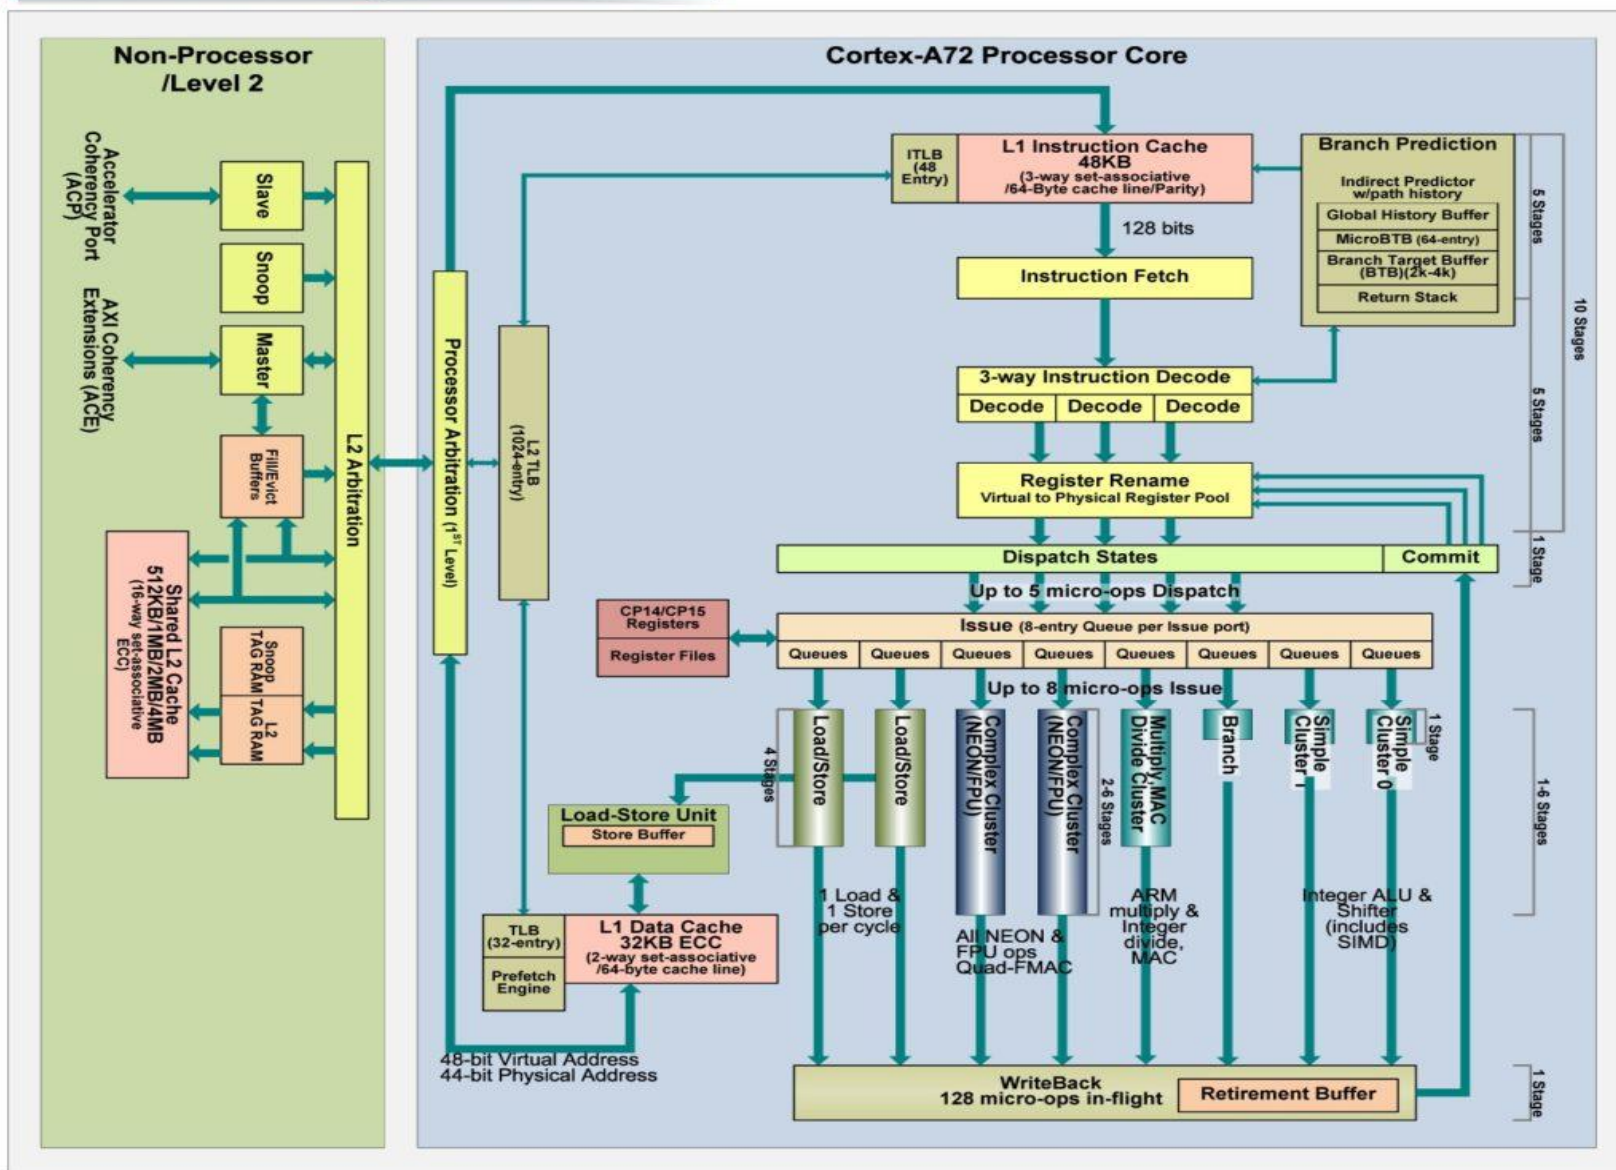 Non-Processor
/Level 2
Accelerator
Coherency Port
(ACP)
AXI Coherency
Extensions (ACE)
Slave
Snoop
Master
Fill/Evict
Buffers
Shared L2 Cache
512KB/1MB/2MB/4MB
(16-way set-associative
ECC)
Snoop
TAG RAM
L2
TAG RAM
L2 Arbitration
Cortex-A72 Processor Core
Processor Arbitration (1ST Level)
L2 TLB
(1024-entry)
ITLB
(48
Entry)
L1 Instruction Cache
48KB
(3-way set-associative
/64-Byte cache line/Parity)
128 bits
Instruction Fetch
Branch Prediction
Indirect Predictor
w/path history
Global History Buffer
MicroBTB (64-entry)
Branch Target Buffer
(BTB)(2k-4k)
Return Stack
5 Stages
10 Stages
5 Stages
3-way Instruction Decode
Decode
Decode
Decode
Register Rename
Virtual to Physical Register Pool
Dispatch States
Commit
1 Stage
Up to 5 micro-ops Dispatch
CP14/CP15
Registers
Register Files
Issue (8-entry Queue per Issue port)
Queues
Queues
Queues
Queues
Queues
Queues
Queues
Queues
Up to 8 micro-ops Issue
4 Stages
Load/Store
Load/Store
Complex Cluster
(NEON/FPU)
Complex Cluster
(NEON/FPU)
2-6 Stages
Multiply,MAC
Divide Cluster
Branch
Simple
Cluster 1
Simple
Cluster 0
1 Stage
1-6 Stages
Load-Store Unit
Store Buffer
TLB
(32-entry)
Prefetch
Engine
L1 Data Cache
32KB ECC
(2-way set-associative
/64-byte cache line)
1 Load &
1 Store
per cycle
All NEON &
FPU ops
Quad-FMAC
ARM
multiply &
Integer
divide,
MAC
Integer ALU &
Shifter
(includes
SIMD)
48-bit Virtual Address
44-bit Physical Address
WriteBack
128 micro-ops in-flight
Retirement Buffer
1 Stage